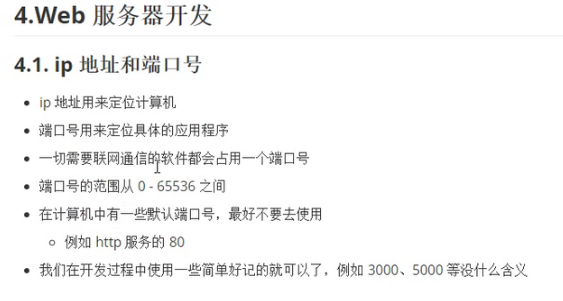 4.Web 服务器开发
4.1. ip 地址和端口号
ip 地址用来定位计算机
端口号用来定位具体的应用程序
一切需要联网通信的软件都会占用一个端口号
端口号的范围从 0 - 65536 之间
在计算机中有一些默认端口号，最好不要去使用
例如 http 服务的 80
我们在开发过程中使用一些简单好记的就可以了，例如 3000、5000 等没什么含义